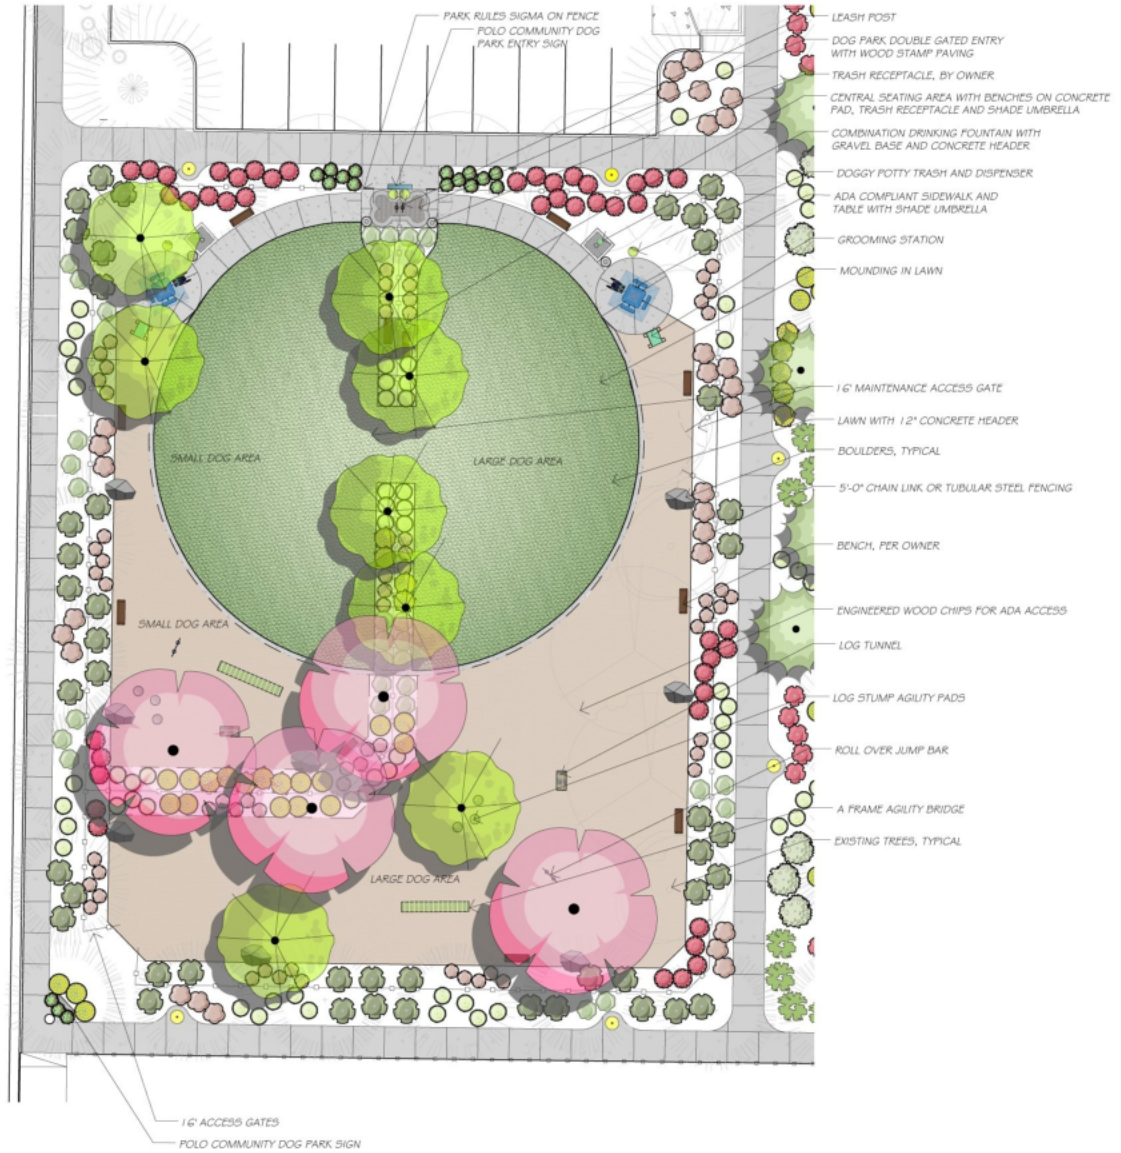 PARK RULES SIGMA ON FENCE
POLO COMMUNITY DOG
PARK ENTRY SIGN
LEASH POST
DOG PARK DOUBLE GATED ENTRY
WITH WOOD STAMP PAVING
TRASH RECEPTACLE, BY OWNER
CENTRAL SEATING AREA WITH BENCHES ON CONCRETE
PAD, TRASH RECEPTACLE AND SHADE UMBRELLA
COMBINATION DRINKING FOUNTAIN WITH
GRAVEL BASE AND CONCRETE HEADER
DOGGY POTTY TRASH AND DISPENSER
ADA COMPLIANT SIDEWALK AND
TABLE WITH SHADE UMBRELLA
GROOMING STATION
MOUNDING IN LAWN
16' MAINTENANCE ACCESS GATE
LAWN WITH 12" CONCRETE HEADER
BOULDERS, TYPICAL
5'-0" CHAIN LINK OR TUBULAR STEEL FENCING
BENCH, PER OWNER
ENGINEERED WOOD CHIPS FOR ADA ACCESS
LOG TUNNEL
LOG STUMP AGILITY PADS
ROLL OVER JUMP BAR
A FRAME AGILITY BRIDGE
EXISTING TREES, TYPICAL
SMALL DOG AREA
LARGE DOG AREA
SMALL DOG AREA
LARGE DOG AREA
16' ACCESS GATES
POLO COMMUNITY DOG PARK SIGN